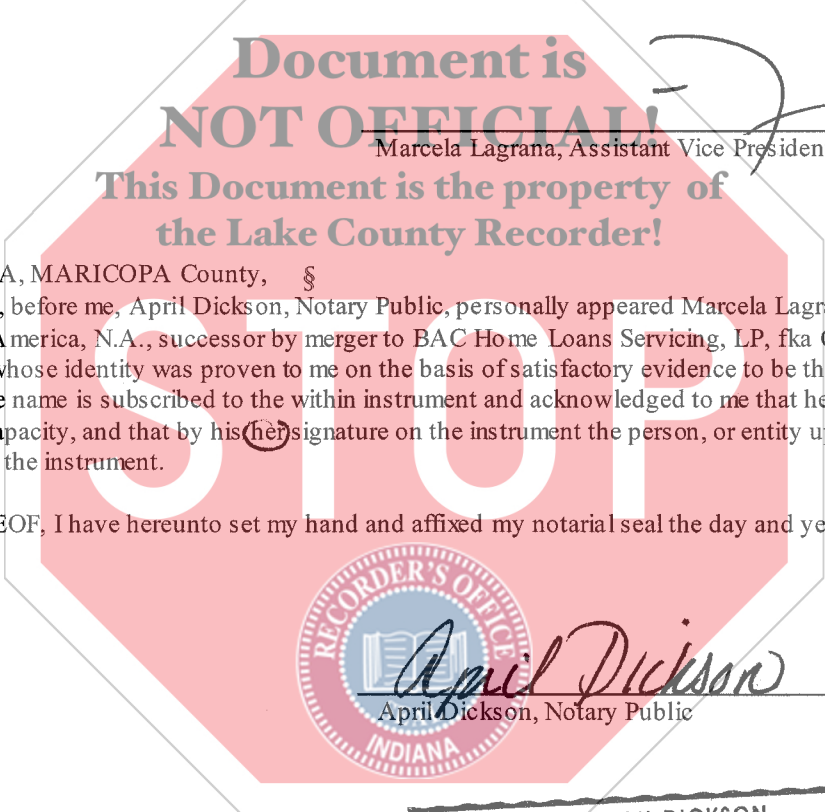 Document is
NOT OFFICIAL!
Marcela Lagrana, Assistant Vice Presiden
This Document is the property of
the Lake County Recorder!
A, MARICOPA County, §
, before me, April Dickson, Notary Public, personally appeared Marcela Lagra
America, N.A., successor by merger to BAC Home Loans Servicing, LP, fka
whose identity was proven to me on the basis of satisfactory evidence to be th
e name is subscribed to the within instrument and acknowledged to me that he
apacity, and that by his(her)signature on the instrument the person, or entity u
the instrument.
STOP
EOF, I have hereunto set my hand and affixed my notarial seal the day and ye
RECORDER'S OFFICE
INDIANA
April Dickson
April Dickson, Notary Public
DICKSON